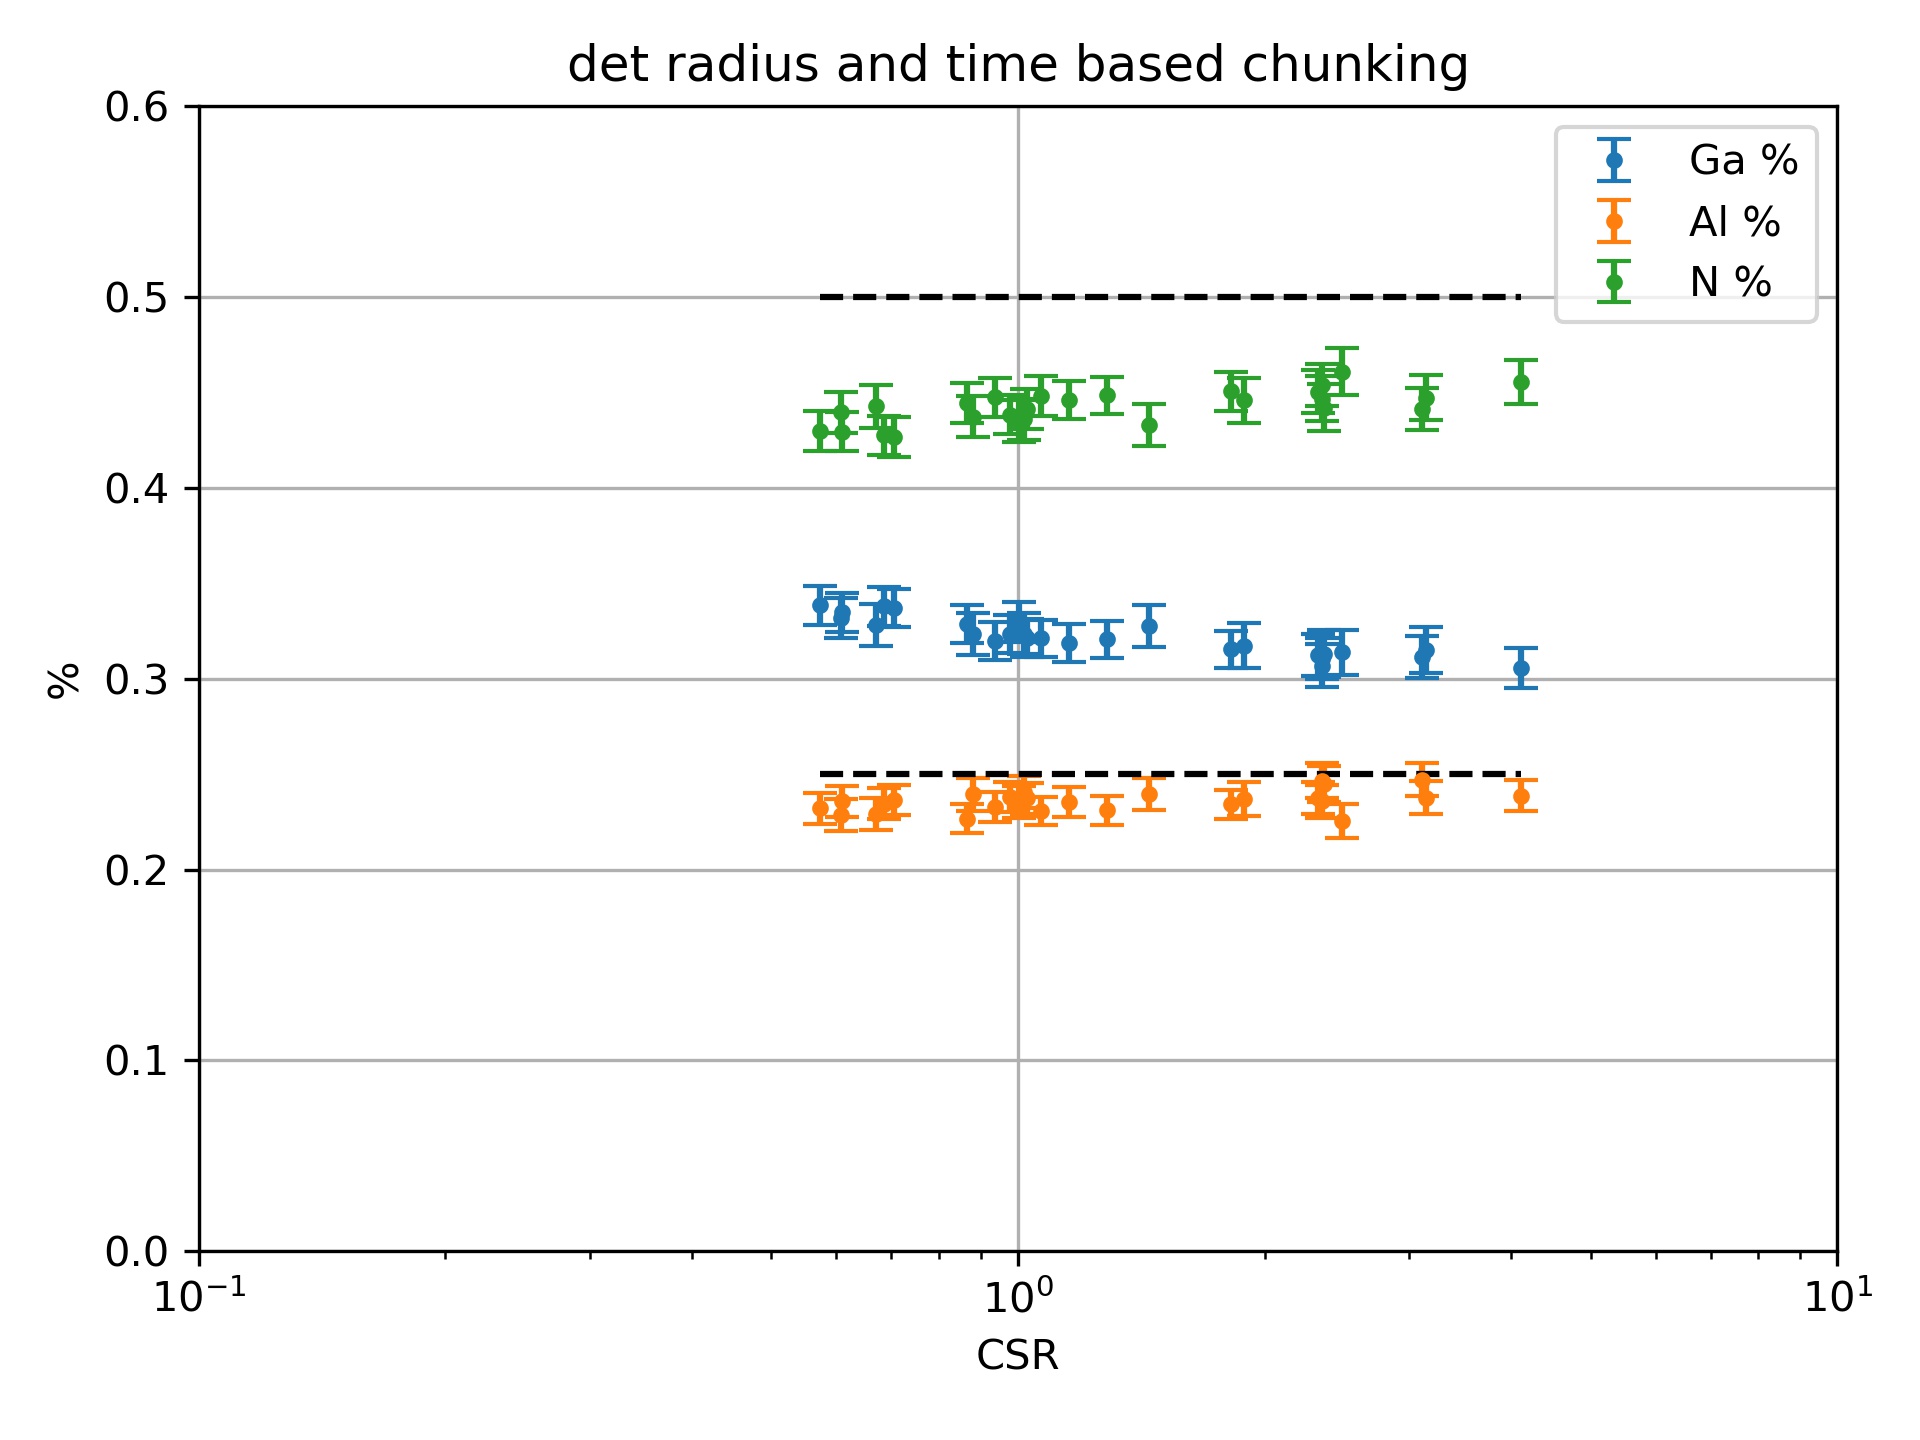 det radius and time based chunking
0.6
0.5
0.4
0.3
0.2
0.1
0.0
%
Ga %
Al %
N %
10⁻¹
10⁰
10¹
CSR